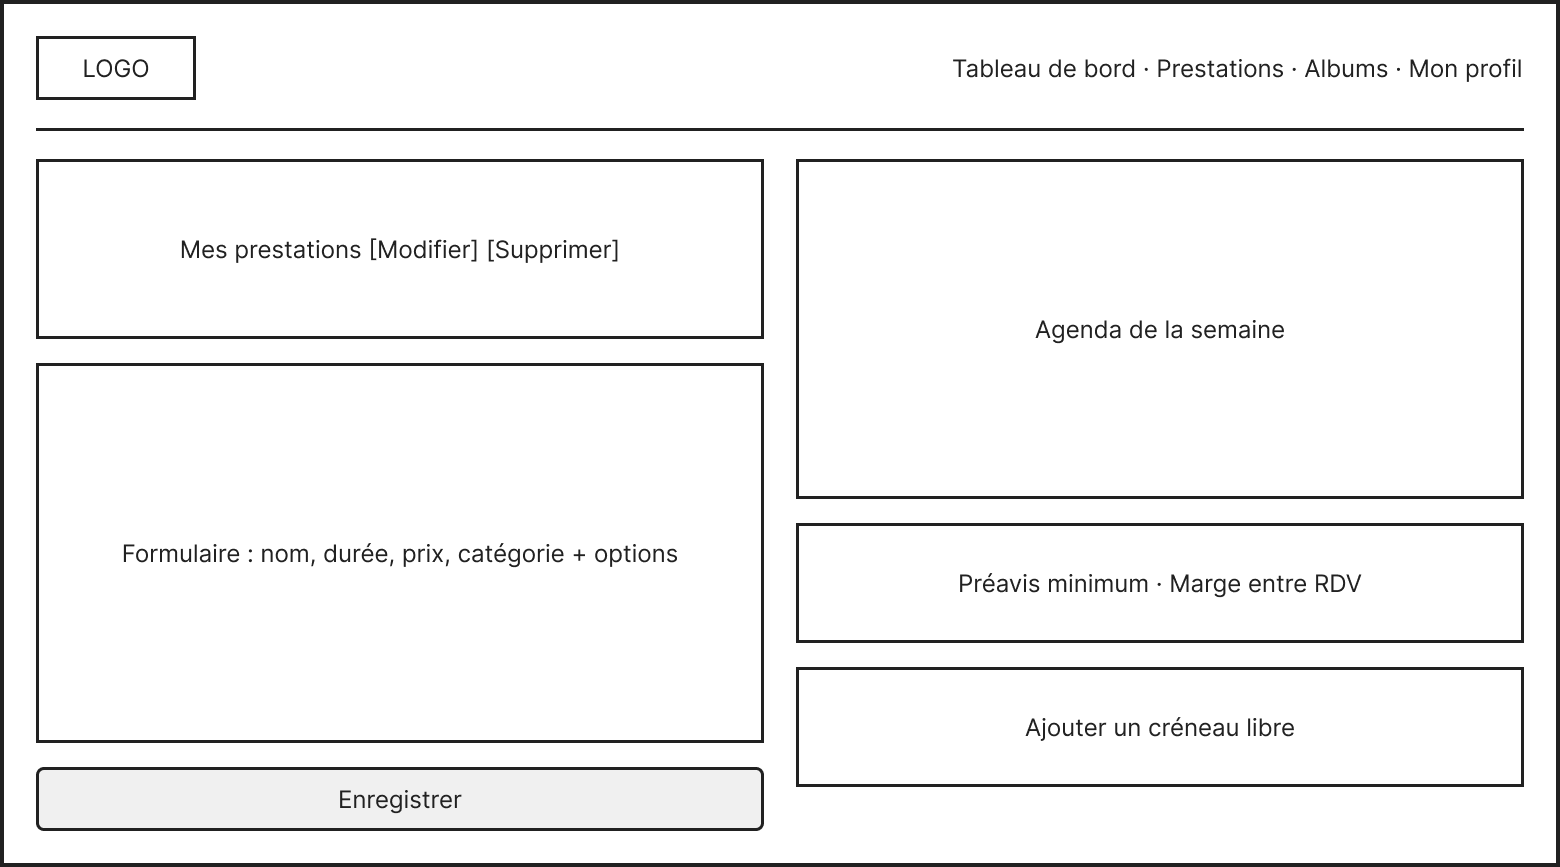 LOGO
Tableau de bord · Prestations · Albums · Mon profil
Mes prestations [Modifier] [Supprimer]
Formulaire : nom, durée, prix, catégorie + options
Enregistrer
Agenda de la semaine
Préavis minimum · Marge entre RDV
Ajouter un créneau libre